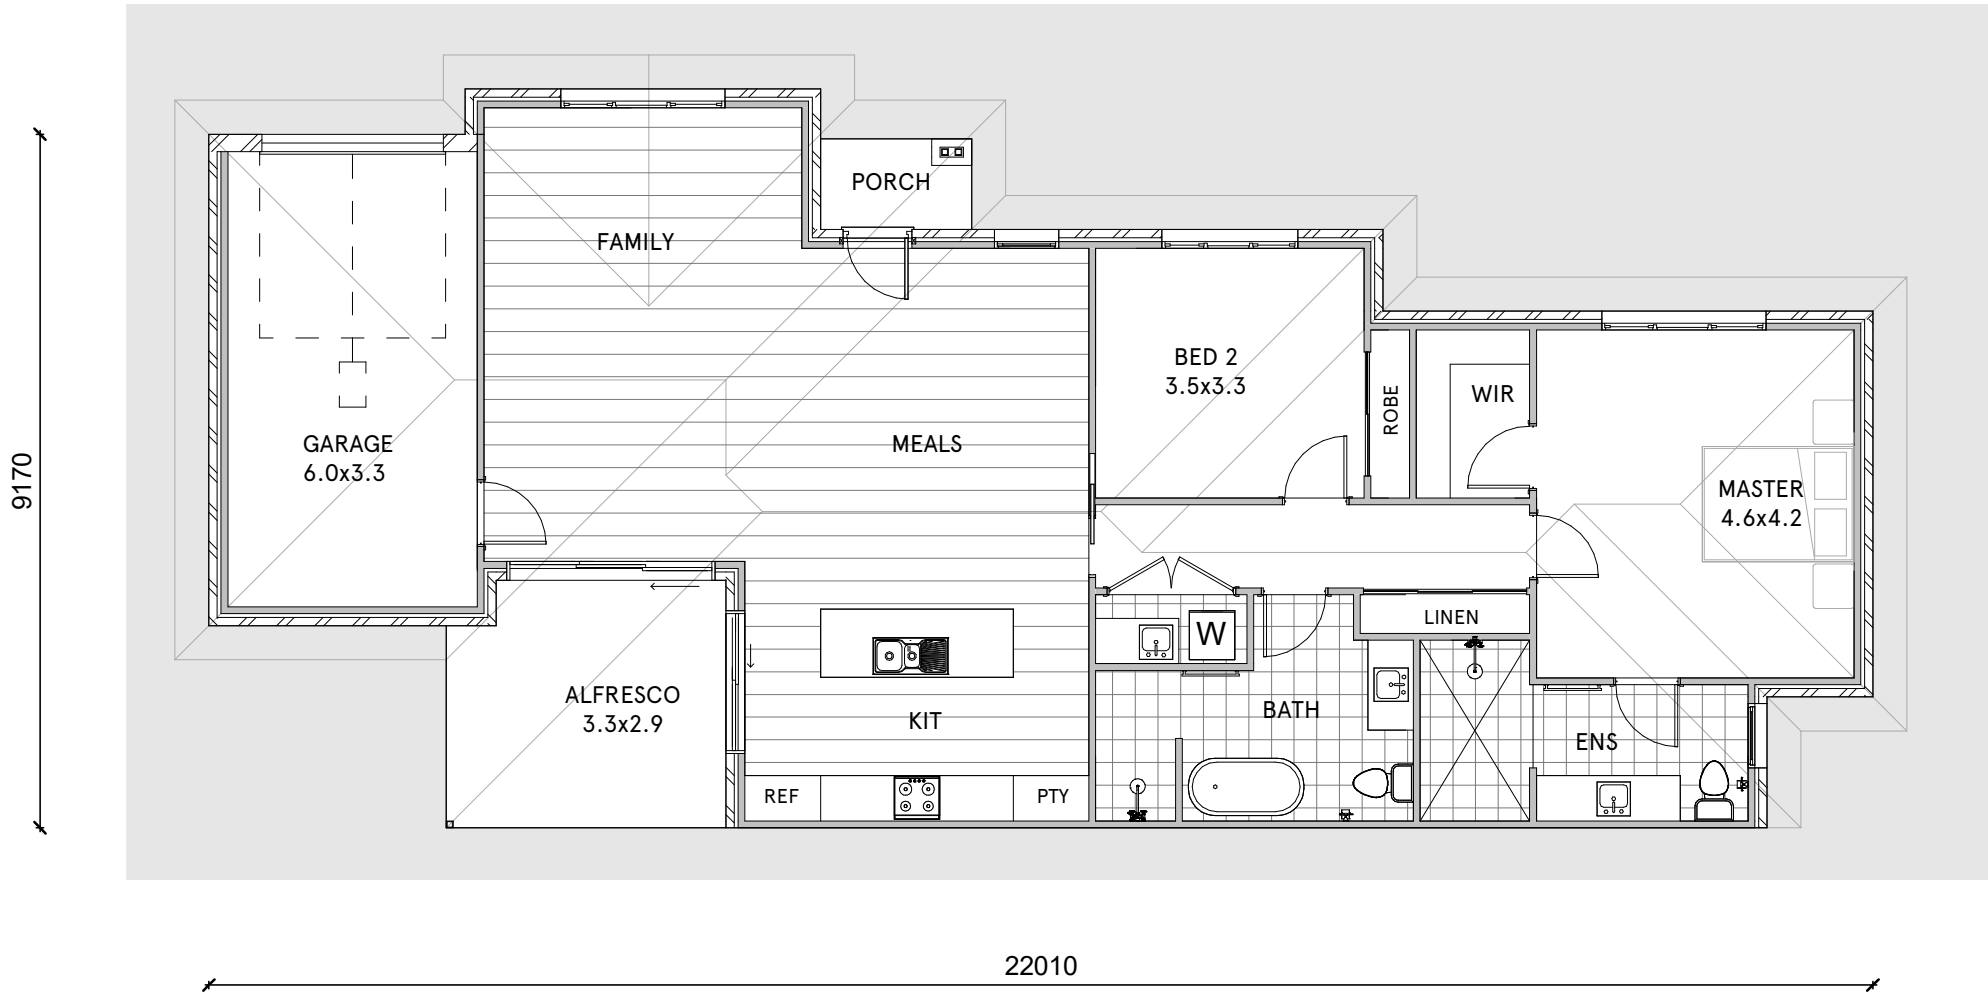 PORCH
FAMILY
BED 2
3.5x3.3
ROBE
WIR
GARAGE
6.0x3.3
MEALS
MASTER
4.6x4.2
9170
LINEN
W
ALFRESCO
3.3x2.9
KIT
BATH
ENS
REF
PTY
22010